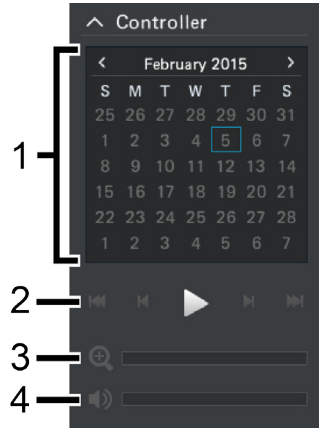 Controller
February 2015
S M T W T F S
25 26 27 28 29 30 31
1 2 3 4 5 6 7
8 9 10 11 12 13 14
15 16 17 18 19 20 21
22 23 24 25 26 27 28
1 2 3 4 5 6 7
1
2
3
4